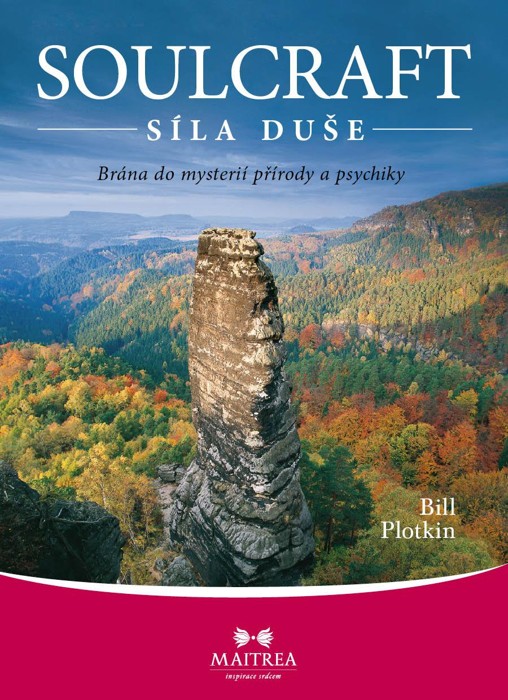 SOULCRAFT
SÍLA DUŠE
Brána do mysterií přírody a psychiky
Bill
Plotkin
MAITREA
inspirace srdcem